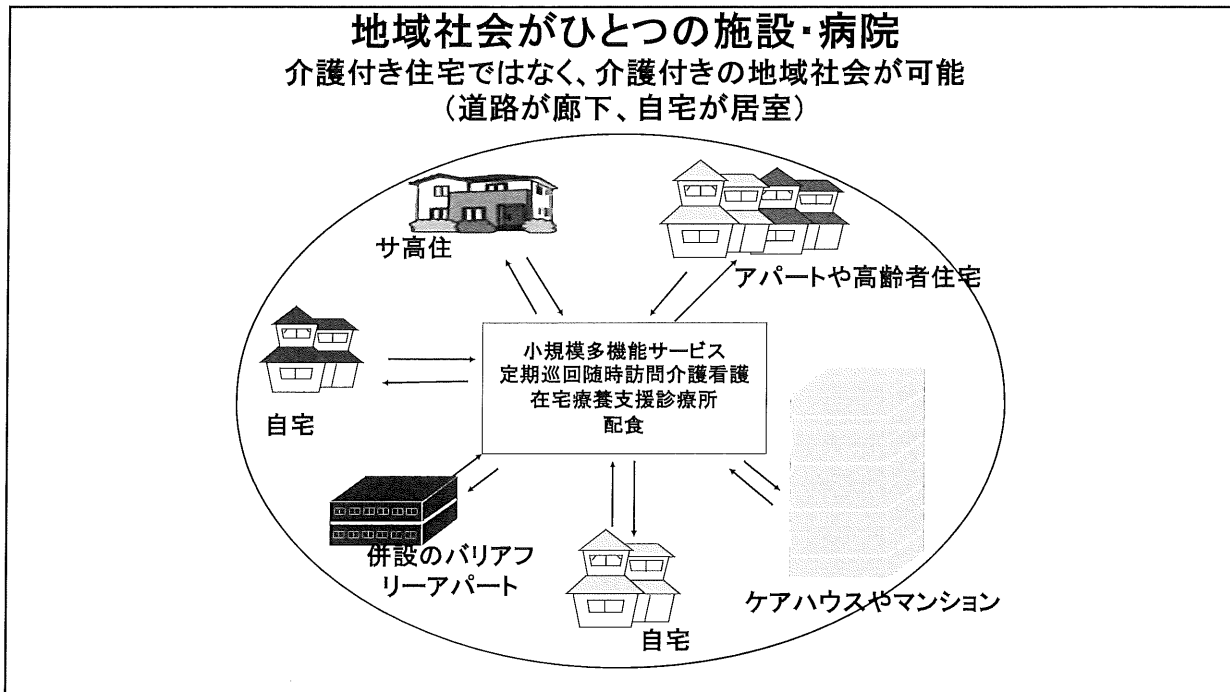 地域社会がひとつの施設・病院
介護付き住宅ではなく、介護付きの地域社会が可能
（道路が廊下、自宅が居室）
サ高住
アパートや高齢者住宅
自宅
小規模多機能サービス
定期巡回随時訪問介護看護
在宅療養支援診療所
配食
併設のバリアフ
リーアパート
自宅
ケアハウスやマンション